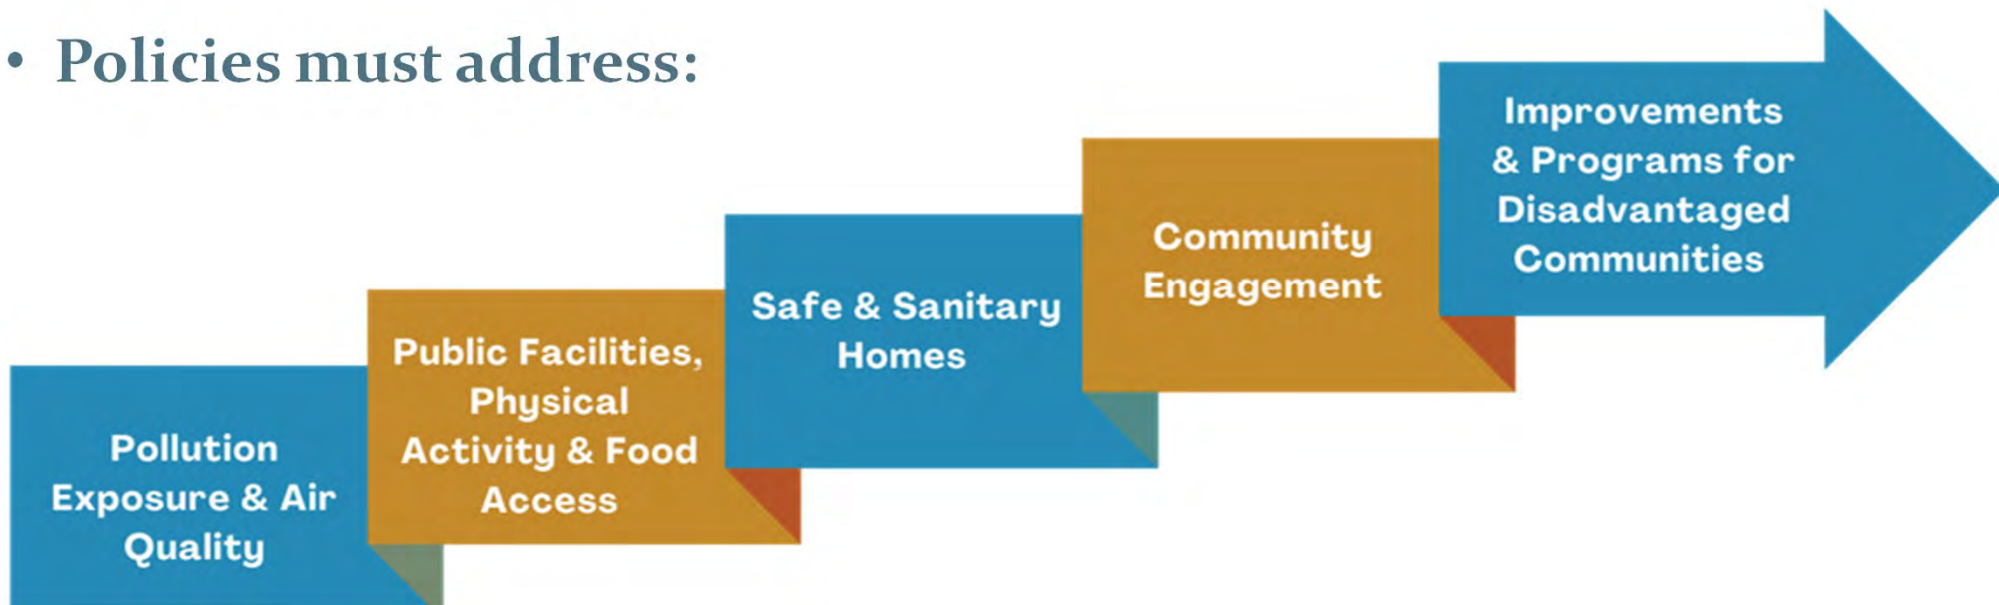 • Policies must address:
Pollution
Exposure & Air
Quality
Public Facilities,
Physical
Activity & Food
Access
Safe & Sanitary
Homes
Community
Engagement
Improvements
& Programs for
Disadvantaged
Communities